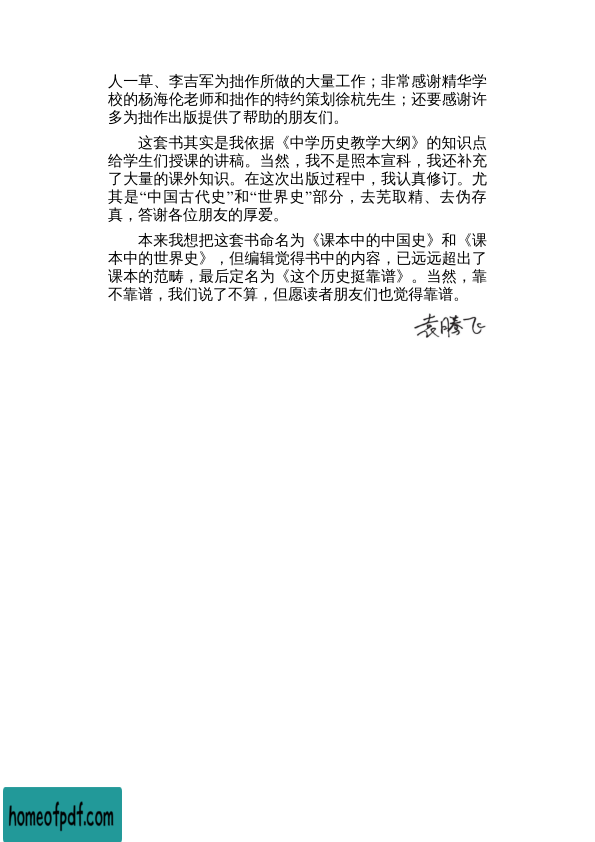 人一草、李吉军为拙作所做的大量工作；非常感谢精华学
校的杨海伦老师和拙作的特约策划徐杭先生；还要感谢许
多为拙作出版提供了帮助的朋友们。
这套书其实是我依据《中学历史教学大纲》的知识点
给学生们授课的讲稿。当然，我不是照本宣科，我还补充
了大量的课外知识。在这次出版过程中，我认真修订。尤
其是“中国古代史”和“世界史”部分，去芜取精、去伪存
真，答谢各位朋友的厚爱。
本来我想把这套书命名为《课本中的中国史》和《课
本中的世界史》，但编辑觉得书中的内容，已远远超出了
课本的范畴，最后定名为《这个历史挺靠谱》。当然，靠
不靠谱，我们说了不算，但愿读者朋友们也觉得靠谱。
袁腾飞
homeofpdf.com